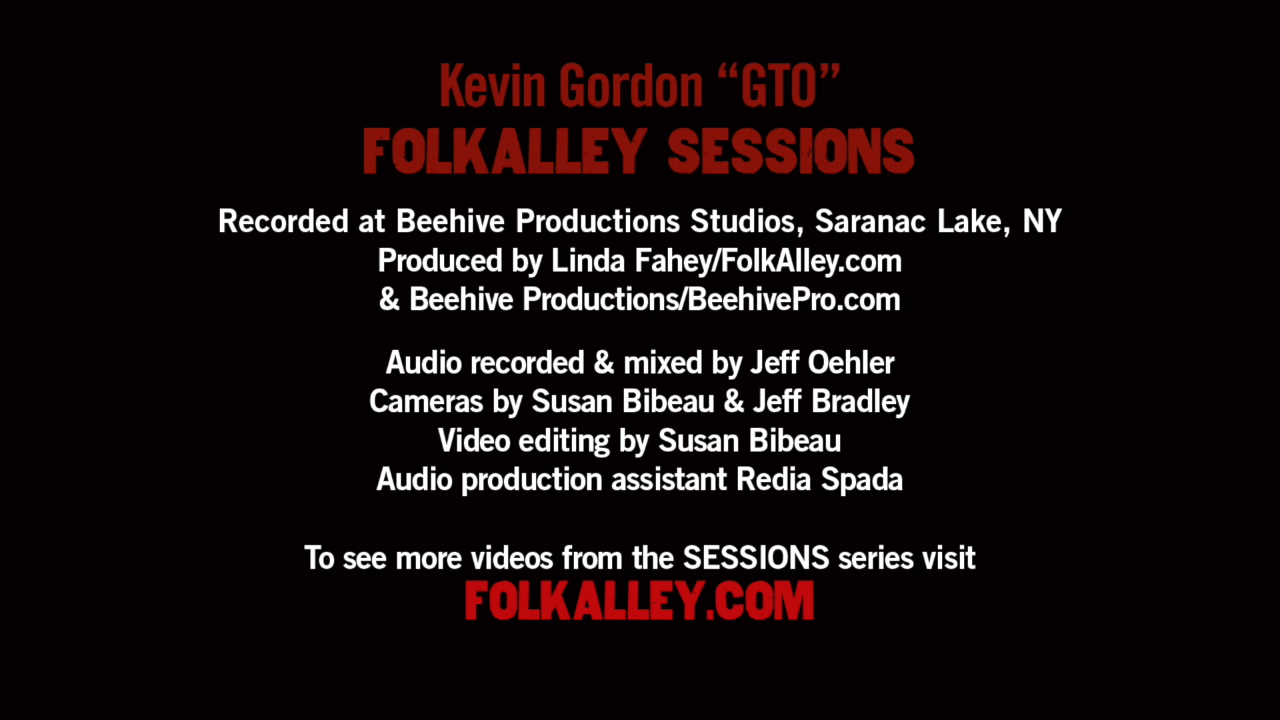 Kevin Gordon “GTO”
FOLKALLEY SESSIONS
Recorded at Beehive Productions Studios, Saranac Lake, NY
Produced by Linda Fahey/FolkAlley.com
& Beehive Productions/BeehivePro.com
Audio recorded & mixed by Jeff Oehler
Cameras by Susan Bibeau & Jeff Bradley
Video editing by Susan Bibeau
Audio production assistant Redia Spada
To see more videos from the SESSIONS series visit
FOLKALLEY.COM